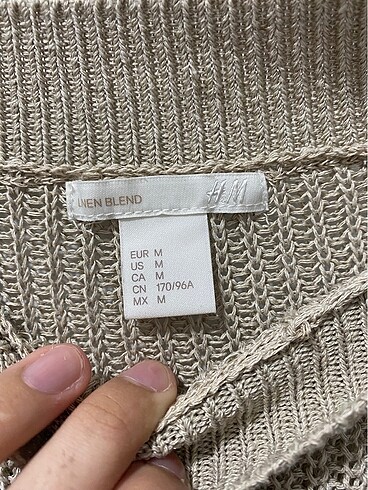 LINEN BLEND H&M
EUR M
US M
CA M
CN 170/96A
MX M